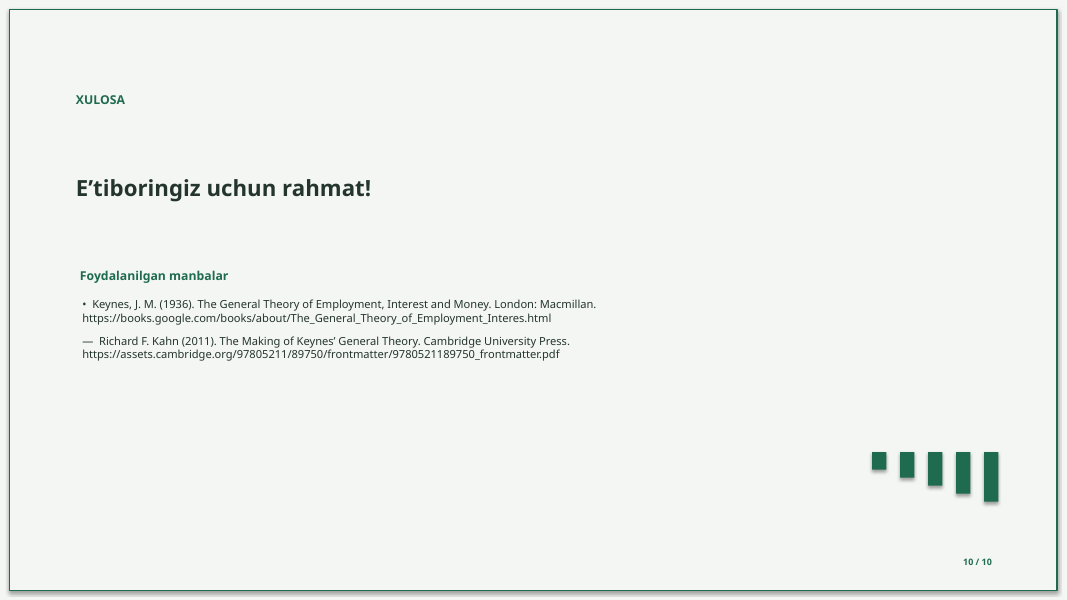 XULOSA
E’tiboringiz uchun rahmat!
Foydalanilgan manbalar
• Keynes, J. M. (1936). The General Theory of Employment, Interest and Money. London: Macmillan.
https://books.google.com/books/about/The_General_Theory_of_Employment_Interes.html
— Richard F. Kahn (2011). The Making of Keynes’ General Theory. Cambridge University Press.
https://assets.cambridge.org/97805211/89750/frontmatter/9780521189750_frontmatter.pdf
10 / 10